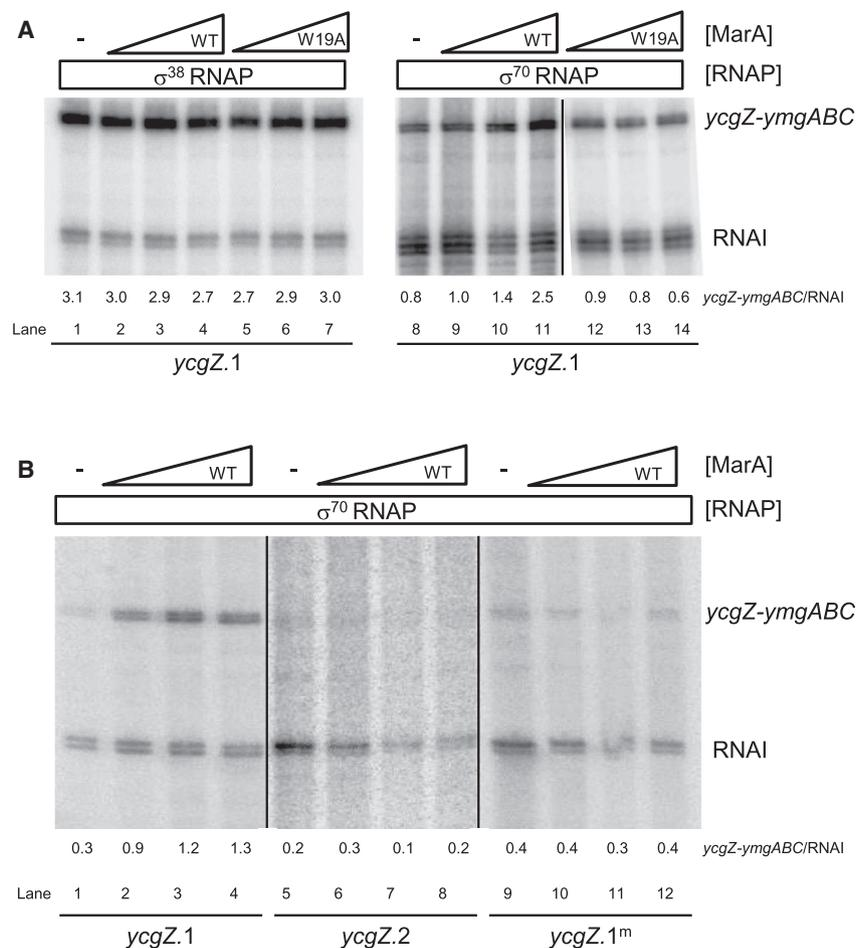 A
- WT W19A - WT W19A [MarA]
σ38 RNAP σ70 RNAP [RNAP]
ycgZ-ymgABC
RNAI
3.1 3.0 2.9 2.7 2.7 2.9 3.0 0.8 1.0 1.4 2.5 0.9 0.8 0.6 ycgZ-ymgABC/RNAI
Lane 1 2 3 4 5 6 7 8 9 10 11 12 13 14
ycgZ.1 ycgZ.1
B
- WT - WT - WT [MarA]
σ70 RNAP [RNAP]
ycgZ-ymgABC
RNAI
0.3 0.9 1.2 1.3 0.2 0.3 0.1 0.2 0.4 0.4 0.3 0.4 ycgZ-ymgABC/RNAI
Lane 1 2 3 4 5 6 7 8 9 10 11 12
ycgZ.1 ycgZ.2 ycgZ.1m